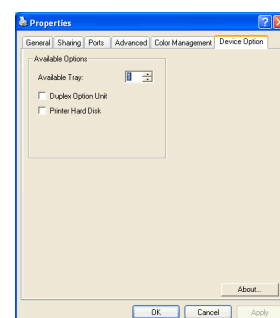 Properties
General Sharing Ports Advanced Color Management Device Option
Available Options
Available Tray: 1
Duplex Option Unit
Printer Hard Disk
About...
OK Cancel Apply